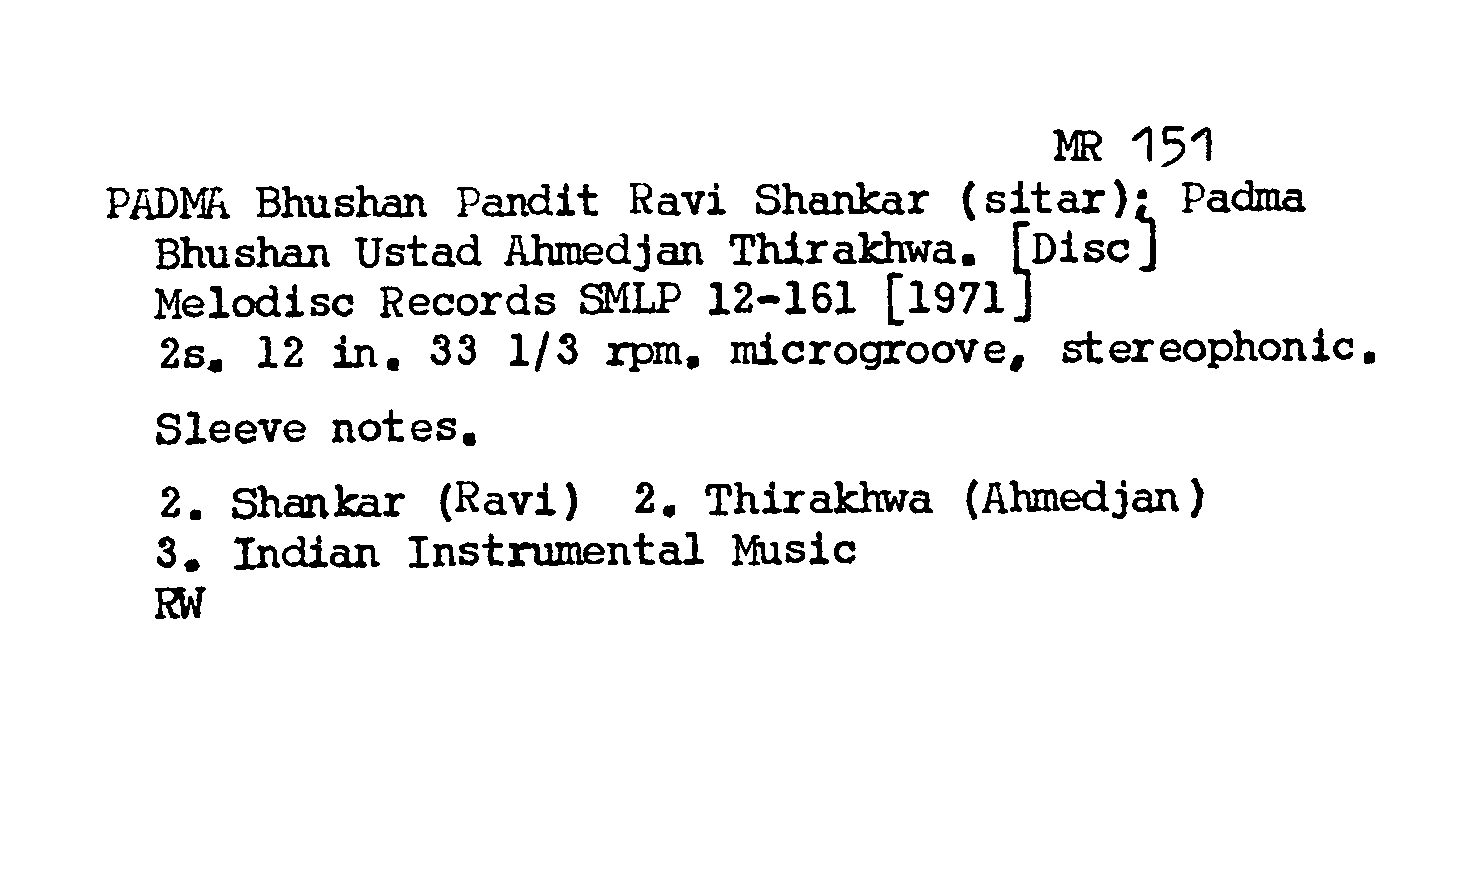 MR 151
PADMA Bhushan Pandit Ravi Shankar (sitar); Padma
Bhushan Ustad Ahmedjan Thirakhwa. [Disc]
Melodisc Records SMLP 12-161 [1971]
2s. 12 in. 33 1/3 rpm. microgroove, stereophonic.
Sleeve notes.
2. Shankar (Ravi) 2. Thirakhwa (Ahmedjan)
3. Indian Instrumental Music
RW